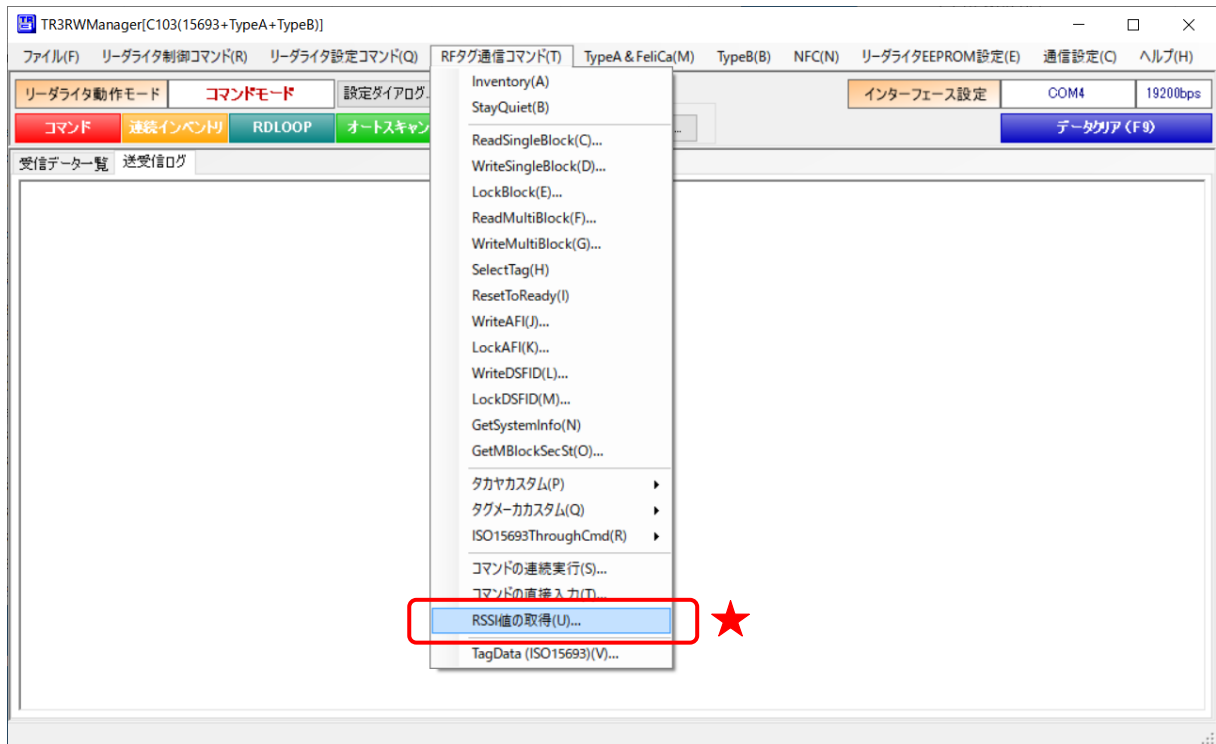 TR3RWManager[C103(15693+TypeA+TypeB)]
ファイル(F) リーダライタ制御コマンド(R) リーダライタ設定コマンド(Q) RFタグ通信コマンド(T) TypeA & FeliCa(M) TypeB(B) NFC(N) リーダライタEEPROM設定(E) 通信設定(C) ヘルプ(H)
リーダライタ動作モード コマンドモード 設定ダイアログ... インターフェース設定 COM4 19200bps
コマンド 連続インベントリ RDLOOP オートスキャン ... データクリア(F9)
受信データ一覧 送受信ログ
Inventory(A)
StayQuiet(B)
ReadSingleBlock(C)...
WriteSingleBlock(D)...
LockBlock(E)...
ReadMultiBlock(F)...
WriteMultiBlock(G)...
SelectTag(H)
ResetToReady(I)
WriteAFI(J)...
LockAFI(K)...
WriteDSFID(L)...
LockDSFID(M)...
GetSystemInfo(N)
GetMBlockSecSt(O)...
タカヤカスタム(P)
タグメーカカスタム(Q)
ISO15693ThroughCmd(R)
コマンドの連続実行(S)...
コマンドの直接入力(T)...
RSSI値の取得(U)...
TagData (ISO15693)(V)...